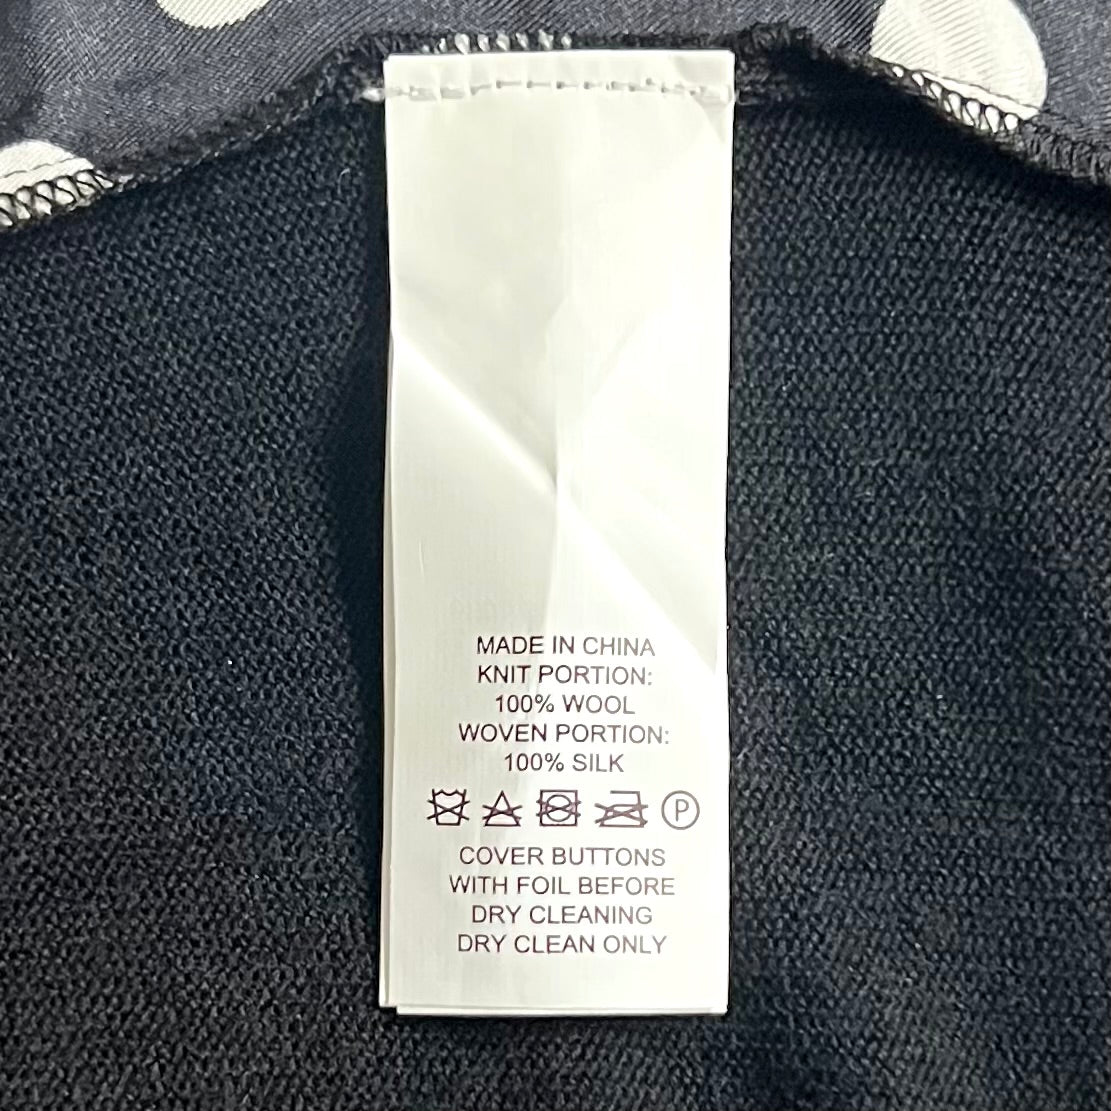 MADE IN CHINA
KNIT PORTION:
100% WOOL
WOVEN PORTION:
100% SILK
P
COVER BUTTONS
WITH FOIL BEFORE
DRY CLEANING
DRY CLEAN ONLY